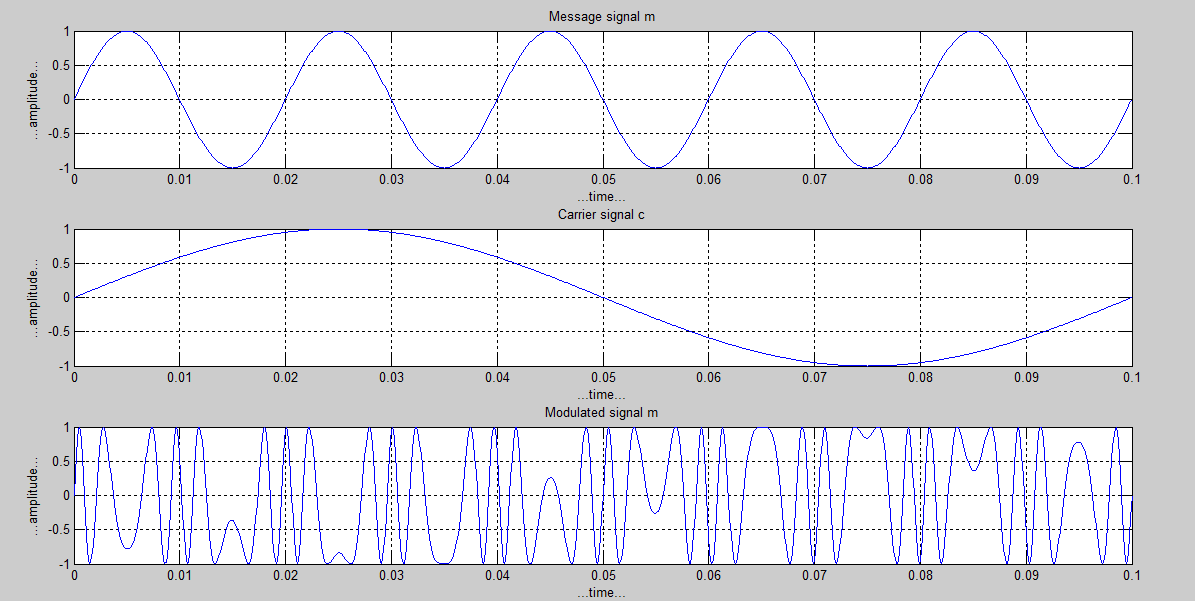 Message signal m
1
0.5
0
-0.5
-1
...amplitude...
0 0.01 0.02 0.03 0.04 0.05 0.06 0.07 0.08 0.09 0.1
...time...
Carrier signal c
1
0.5
0
-0.5
-1
...amplitude...
0 0.01 0.02 0.03 0.04 0.05 0.06 0.07 0.08 0.09 0.1
...time...
Modulated signal m
1
0.5
0
-0.5
-1
...amplitude...
0 0.01 0.02 0.03 0.04 0.05 0.06 0.07 0.08 0.09 0.1
...time...